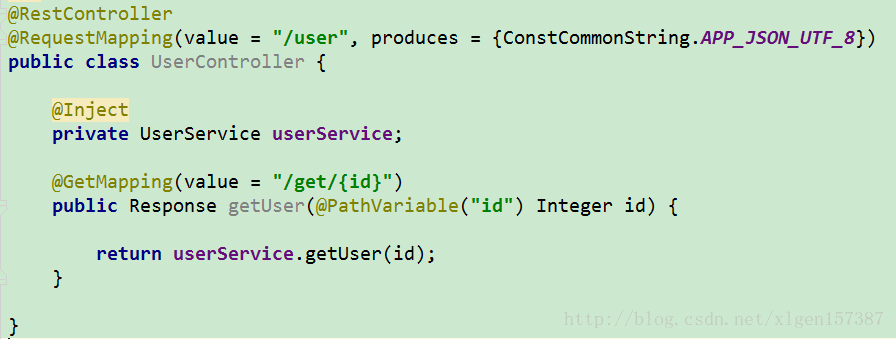 @RestController
@RequestMapping(value = "/user", produces = {ConstCommonString.APP_JSON_UTF_8})
public class UserController {
@Inject
private UserService userService;
@GetMapping(value = "/get/{id}")
public Response getUser(@PathVariable("id") Integer id) {
return userService.getUser(id);
}
}
http://blog.csdn.net/xlgen157387